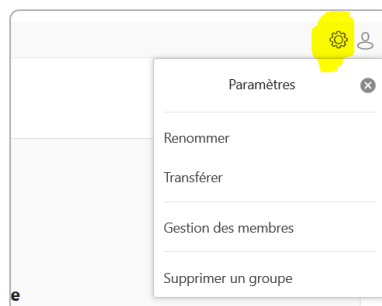 Paramètres
Renommer
Transférer
Gestion des membres
Supprimer un groupe
e